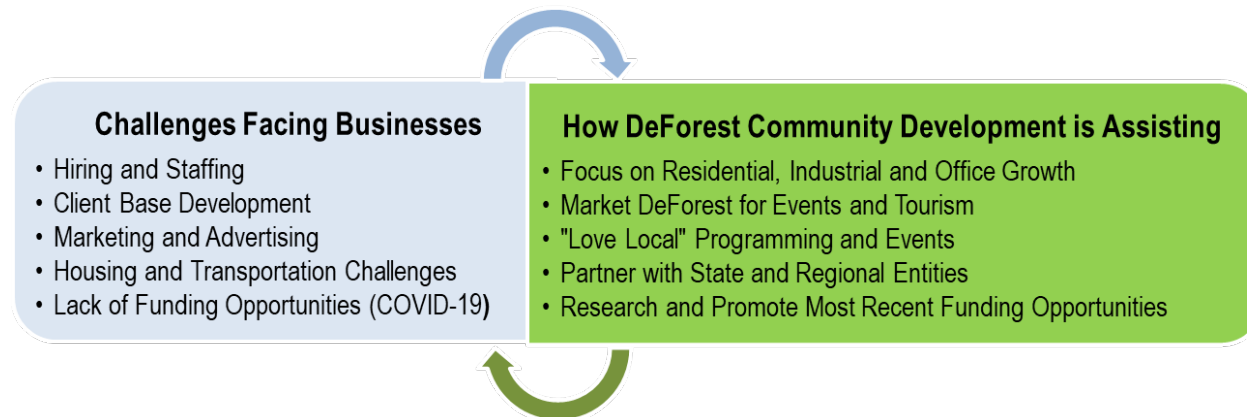 Challenges Facing Businesses
• Hiring and Staffing
• Client Base Development
• Marketing and Advertising
• Housing and Transportation Challenges
• Lack of Funding Opportunities (COVID-19)
How DeForest Community Development is Assisting
• Focus on Residential, Industrial and Office Growth
• Market DeForest for Events and Tourism
• "Love Local" Programming and Events
• Partner with State and Regional Entities
• Research and Promote Most Recent Funding Opportunities